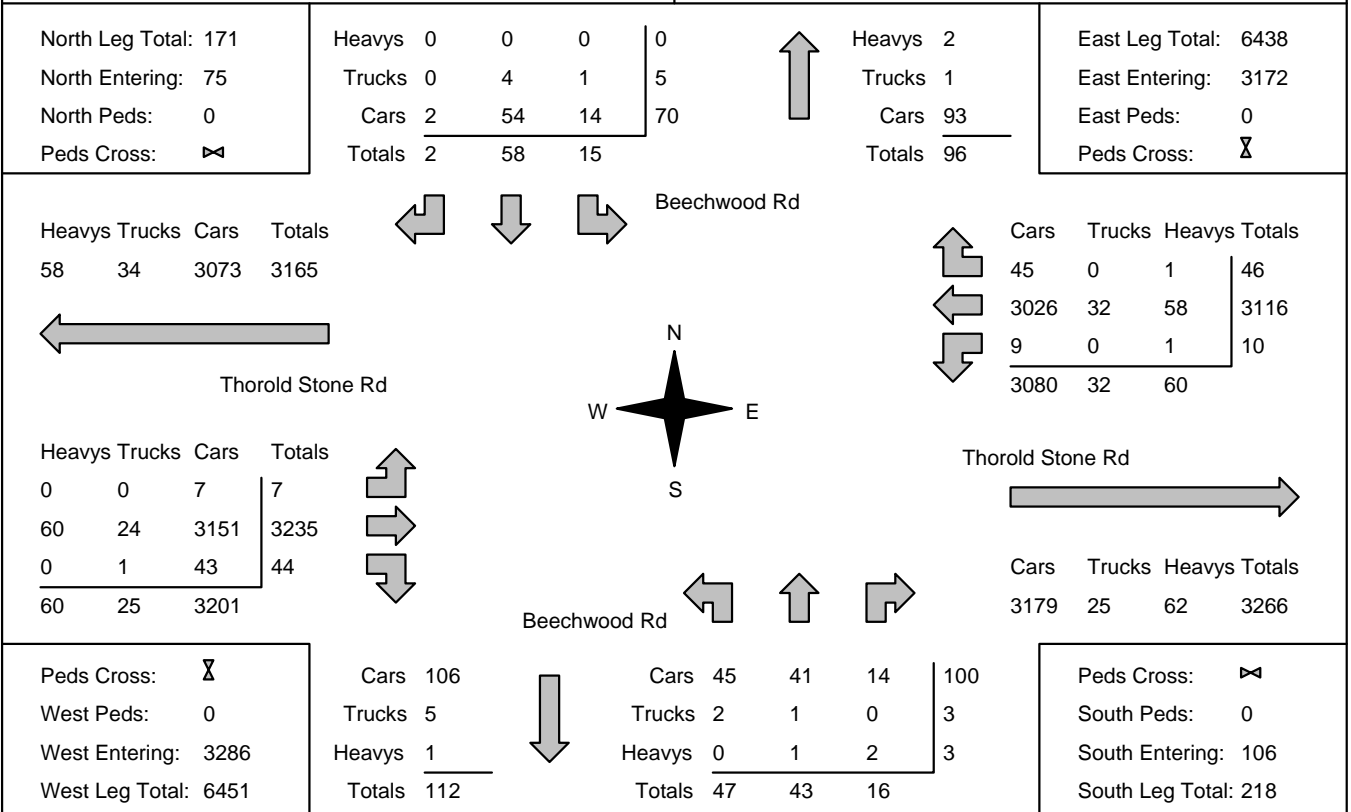 North Leg Total: 171
North Entering: 75
North Peds: 0
Peds Cross:
Heavys 0 0 0 0
Trucks 0 4 1 5
Cars 2 54 14 70
Totals 2 58 15
Heavys 2
Trucks 1
Cars 93
Totals 96
East Leg Total: 6438
East Entering: 3172
East Peds: 0
Peds Cross:
Beechwood Rd
Heavys Trucks Cars Totals
58 34 3073 3165
Thorold Stone Rd
Cars Trucks Heavys Totals
45 0 1 46
3026 32 58 3116
9 0 1 10
3080 32 60
N
W E
S
Heavys Trucks Cars Totals
0 0 7 7
60 24 3151 3235
0 1 43 44
60 25 3201
Thorold Stone Rd
Cars Trucks Heavys Totals
3179 25 62 3266
Beechwood Rd
Peds Cross:
West Peds: 0
West Entering: 3286
West Leg Total: 6451
Cars 106
Trucks 5
Heavys 1
Totals 112
Cars 45 41 14 100
Trucks 2 1 0 3
Heavys 0 1 2 3
Totals 47 43 16
Peds Cross:
South Peds: 0
South Entering: 106
South Leg Total: 218